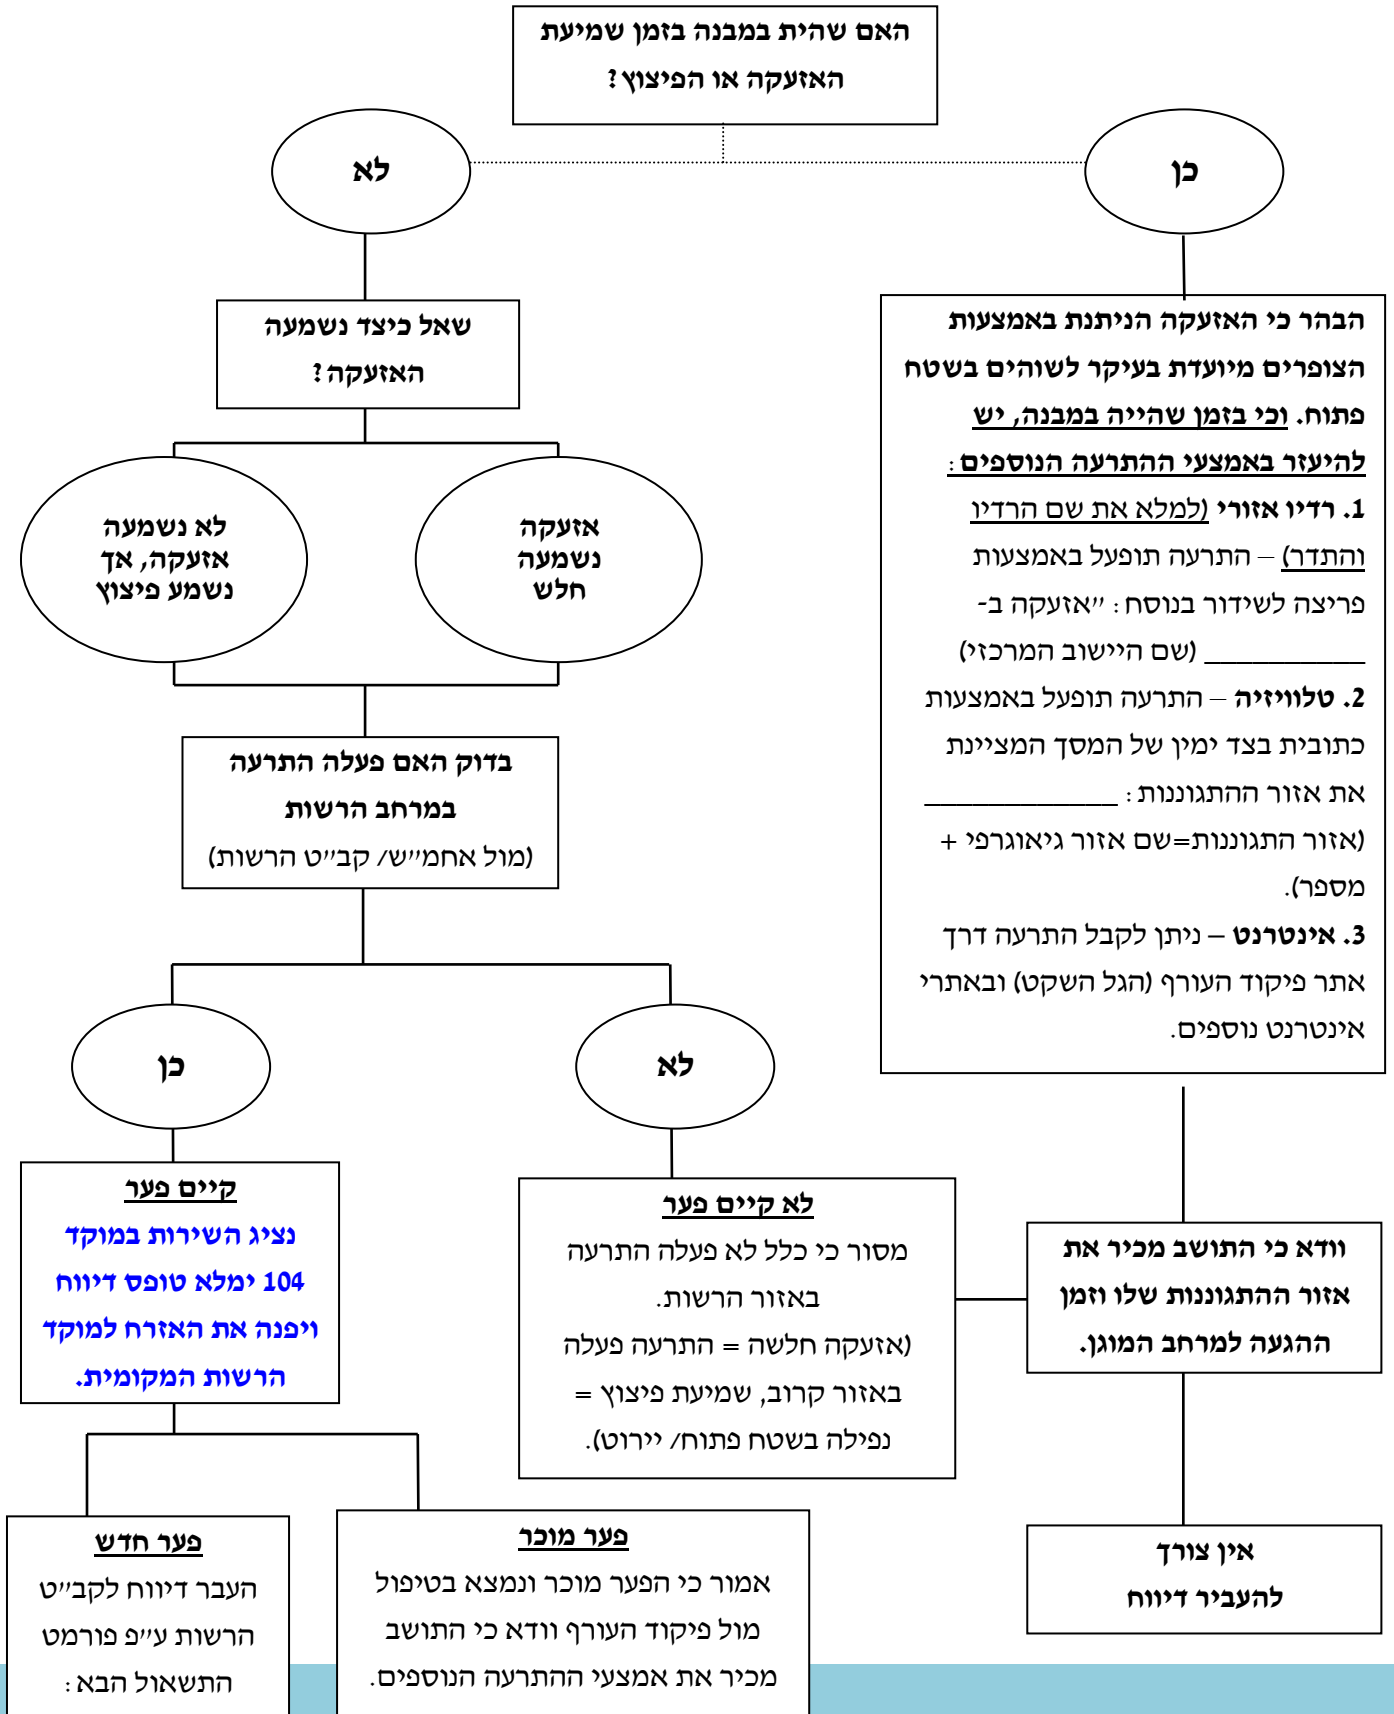 האם שהית במבנה בזמן שמיעת
האזעקה או הפיצוץ?
כן
לא
הבהר כי האזעקה הניתנת באמצעות
הצופרים מיועדת בעיקר לשוהים בשטח
פתוח. וכי בזמן שהייה במבנה, יש
להיעזר באמצעי ההתרעה הנוספים:
1. רדיו אזורי (למלא את שם הרדיו
והתדר) – התרעה תופעל באמצעות
פריצה לשידור בנוסח: "אזעקה ב-
__________ (שם היישוב המרכזי)
2. טלוויזיה – התרעה תופעל באמצעות
כתובית בצד ימין של המסך המציינת
את אזור ההתגוננות: ____________
(אזור התגוננות=שם אזור גיאוגרפי +
מספר).
3. אינטרנט – ניתן לקבל התרעה דרך
אתר פיקוד העורף (הגל השקט) ובאתרי
אינטרנט נוספים.
שאל כיצד נשמעה
האזעקה?
אזעקה
נשמעה
חלש
לא נשמעה
אזעקה, אך
נשמע פיצוץ
בדוק האם פעלה התרעה
במרחב הרשות
(מול אחמ"ש/ קב"ט הרשות)
לא
כן
וודא כי התושב מכיר את
אזור ההתגוננות שלו וזמן
ההגעה למרחב המוגן.
לא קיים פער
מסור כי כלל לא פעלה התרעה
באזור הרשות.
(אזעקה חלשה = התרעה פעלה
באזור קרוב, שמיעת פיצוץ =
נפילה בשטח פתוח/ יירוט).
קיים פער
נציג השירות במוקד
104 ימלא טופס דיווח
ויפנה את האזרח למוקד
הרשות המקומית.
אין צורך
להעביר דיווח
פער מוכר
אמור כי הפער מוכר ונמצא בטיפול
מול פיקוד העורף וודא כי התושב
מכיר את אמצעי ההתרעה הנוספים.
פער חדש
העבר דיווח לקב"ט
הרשות ע"פ פורמט
התשאול הבא: